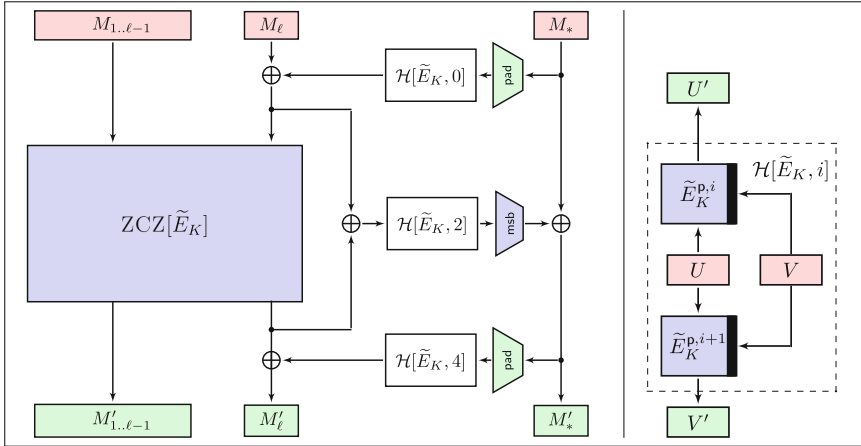 M_{1..ℓ−1} M_ℓ M_*
H[Ẽ_K, 0] pad
U′
H[Ẽ_K, i]
Ẽ_K^{p,i}
ZCZ[Ẽ_K] H[Ẽ_K, 2] msb
U V
Ẽ_K^{p,i+1}
H[Ẽ_K, 4] pad
M′_{1..ℓ−1} M′_ℓ M′_* V′